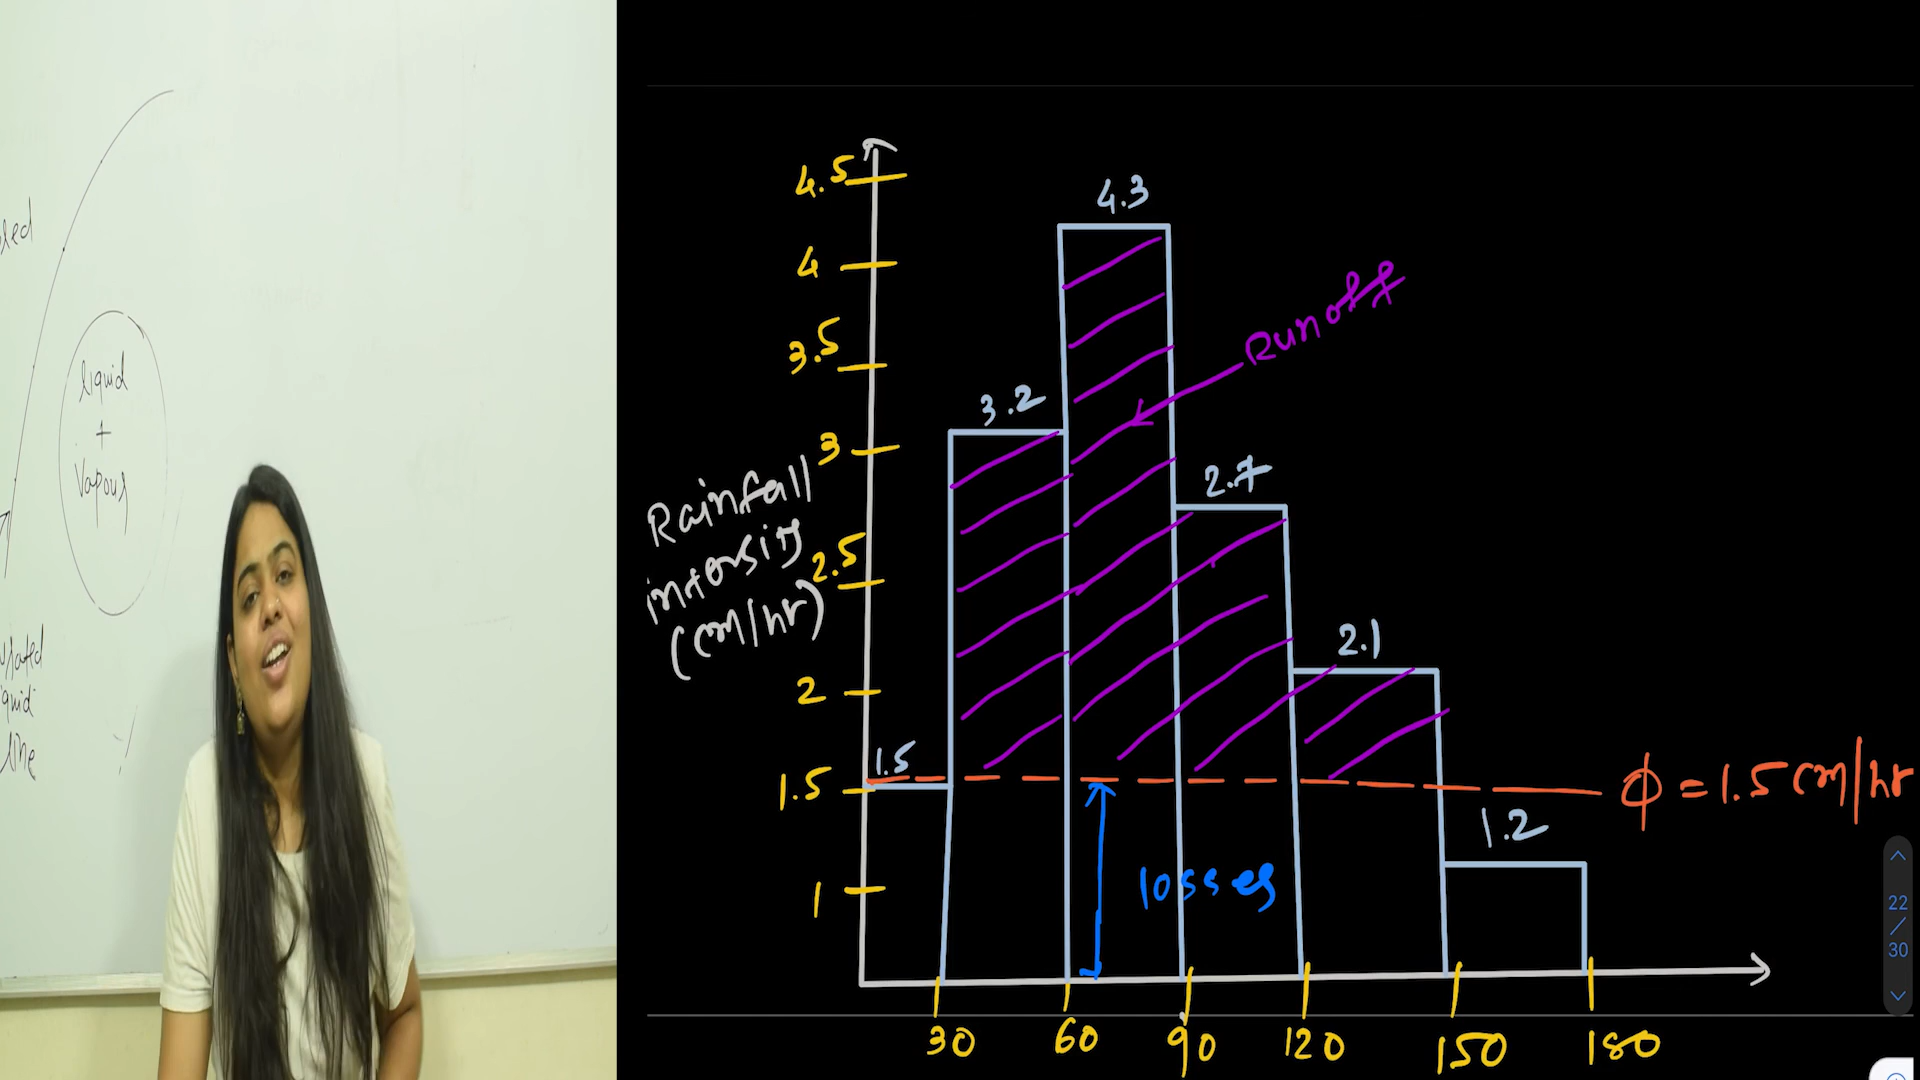 liquid
+
Vapour
line
4.5
4
3.5
3
2.5
2
1.5
1
Rainfall
intensity
(cm/hr)
1.5
3.2
4.3
2.7
2.1
1.2
Runoff
losses
ϕ = 1.5 cm/hr
30 60 90 120 150 180
22
/
30